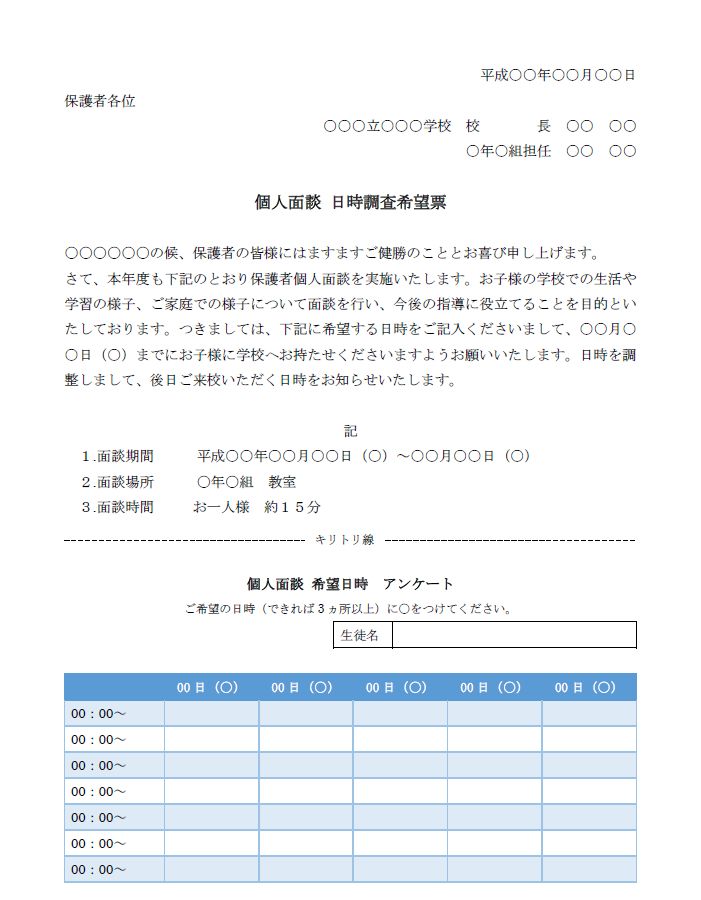 平成〇〇年〇〇月〇〇日
保護者各位
〇〇〇立〇〇〇学校　校　　　　長　〇〇　〇〇
〇年〇組担任　〇〇　〇〇
個人面談 日時調査希望票
〇〇〇〇〇〇の候、保護者の皆様にはますますご健勝のこととお喜び申し上げます。
さて、本年度も下記のとおり保護者個人面談を実施いたします。お子様の学校での生活や
学習の様子、ご家庭での様子について面談を行い、今後の指導に役立てることを目的とい
たしております。つきましては、下記に希望する日時をご記入くださいまして、〇〇月〇
〇日（〇）までにお子様に学校へお持たせくださいますようお願いいたします。日時を調
整しまして、後日ご来校いただく日時をお知らせいたします。
記
１.面談期間　　　平成〇〇年〇〇月〇〇日（〇）～〇〇月〇〇日（〇）
２.面談場所　　　〇年〇組　教室
３.面談時間　　　お一人様　約１５分
キリトリ線
個人面談 希望日時　アンケート
ご希望の日時（できれば３ヵ所以上）に〇をつけてください。
生徒名
00 日（〇） 00 日（〇） 00 日（〇） 00 日（〇） 00 日（〇）
00：00～
00：00～
00：00～
00：00～
00：00～
00：00～
00：00～